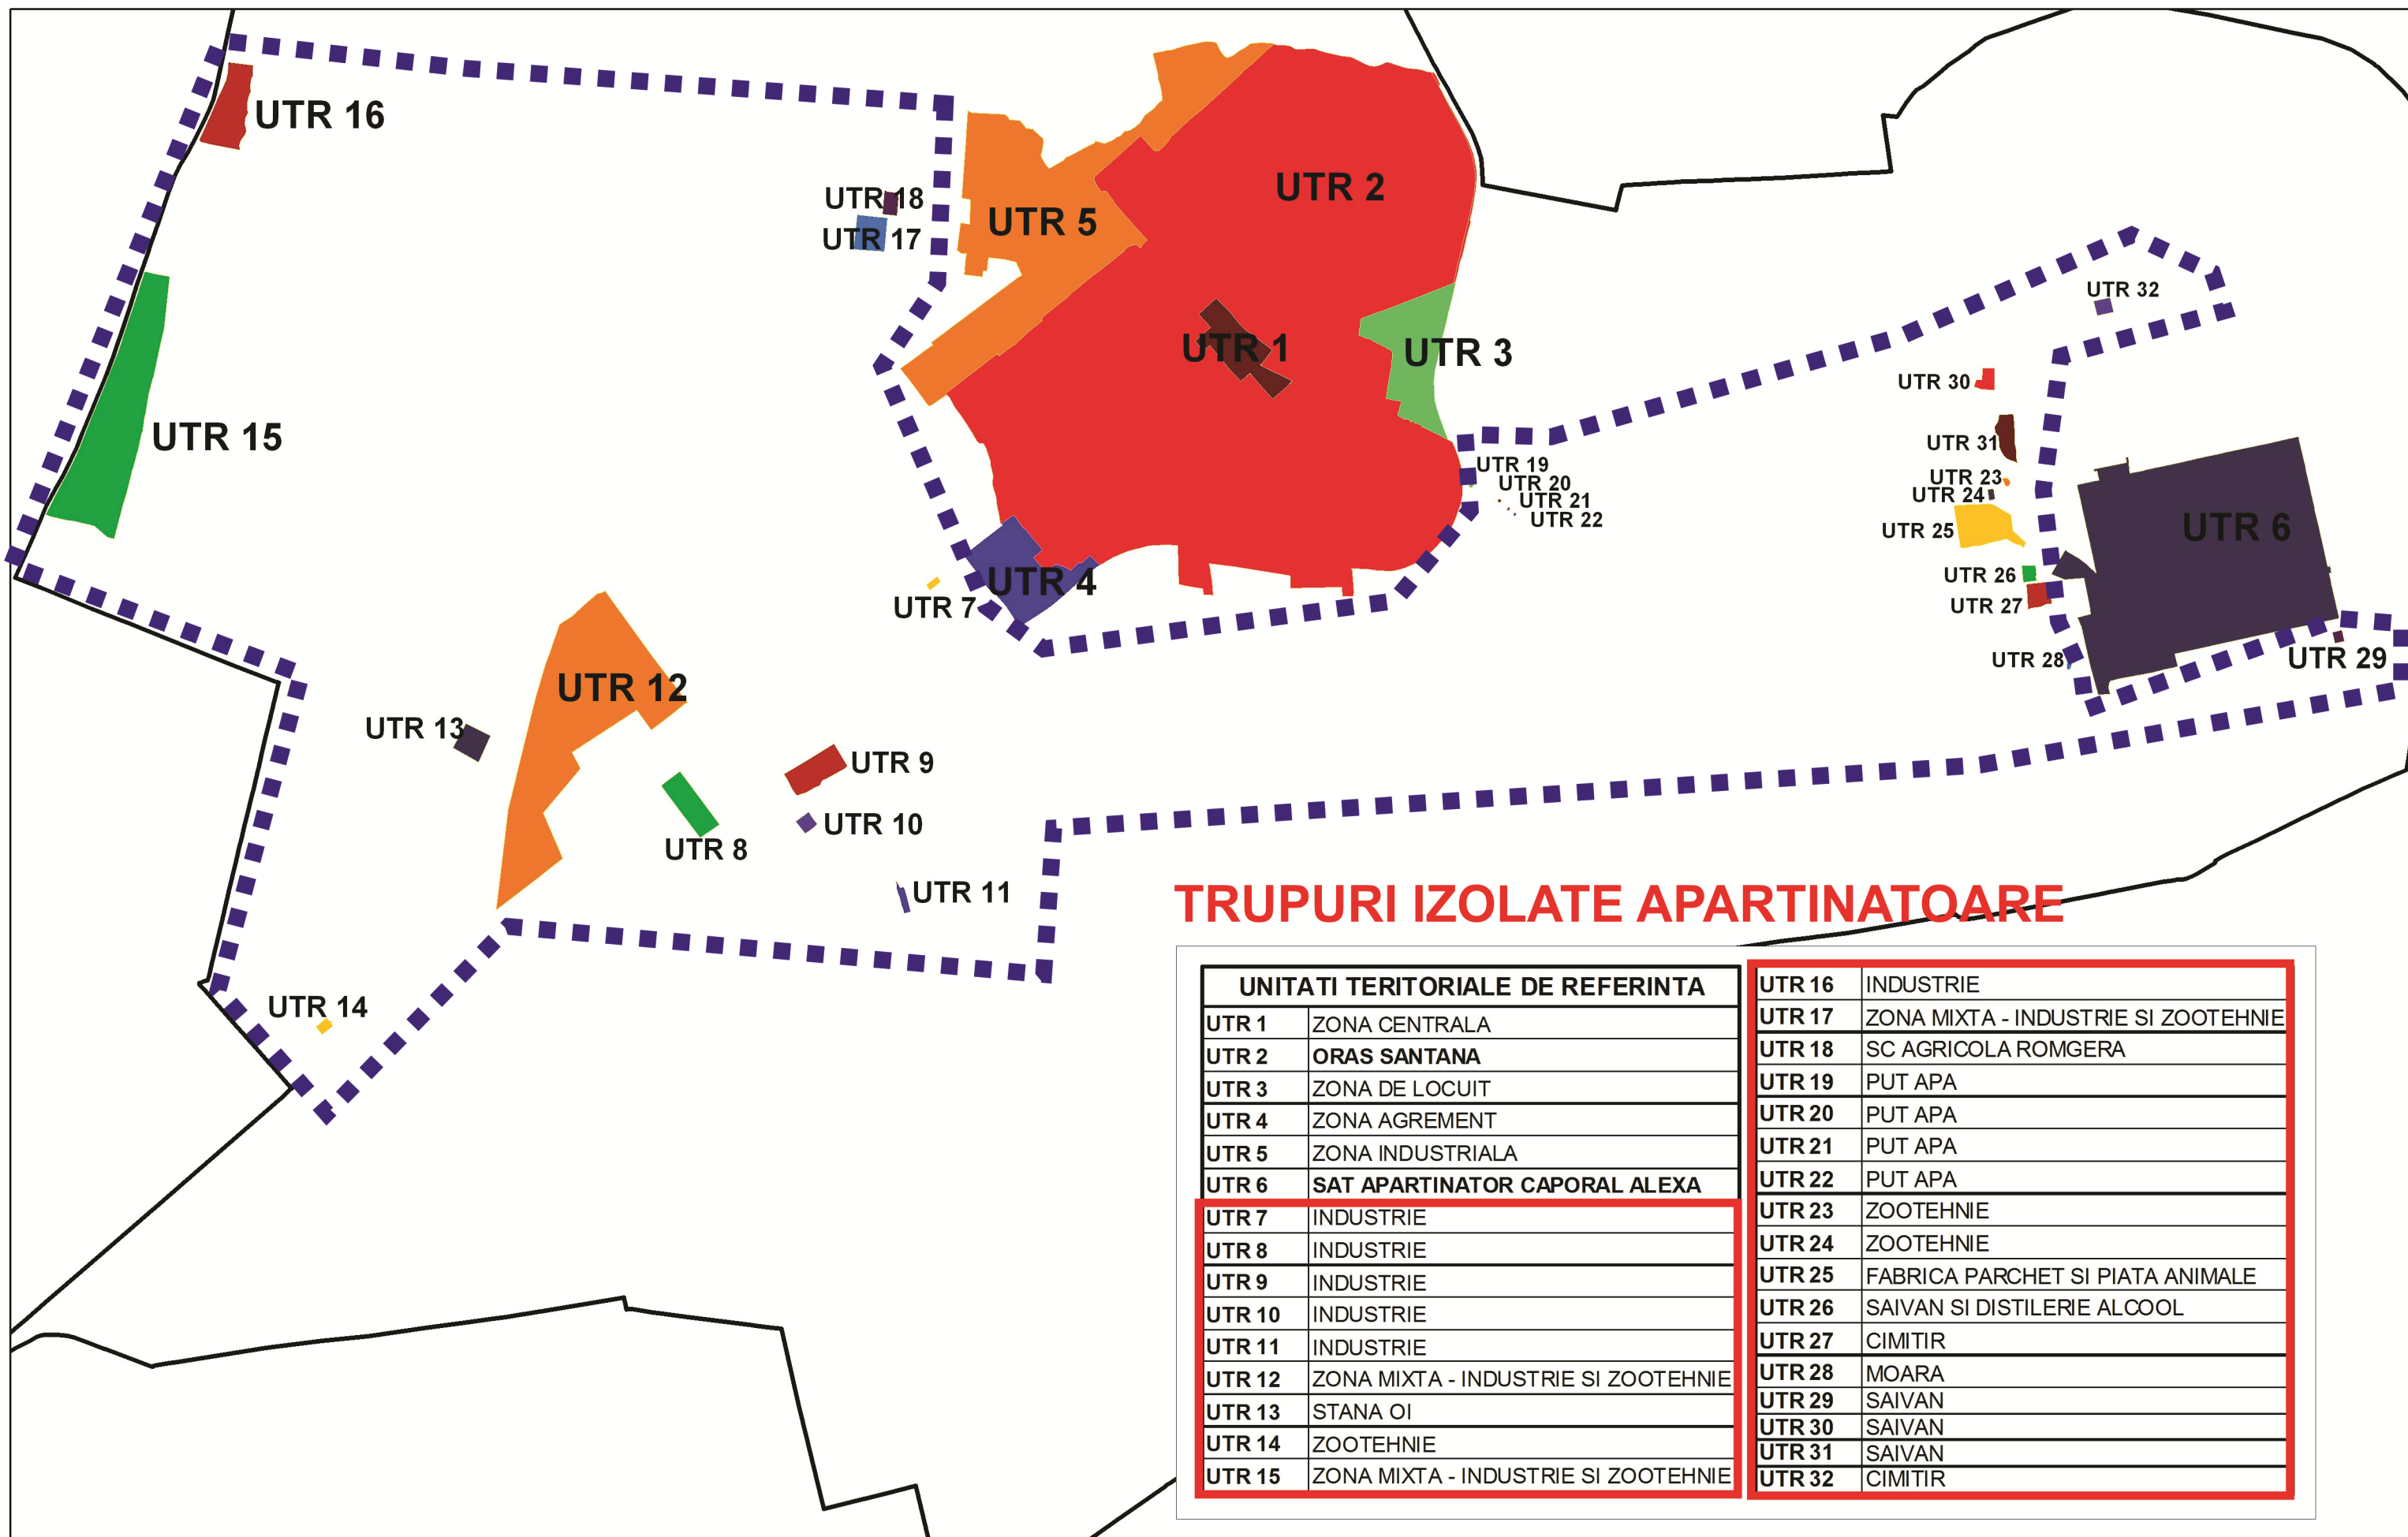 UTR 16
UTR 18
UTR 17
UTR 5
UTR 2
UTR 32
UTR 1
UTR 3
UTR 30
UTR 15
UTR 31
UTR 19
UTR 20
UTR 21
UTR 22
UTR 23
UTR 24
UTR 25
UTR 6
UTR 26
UTR 27
UTR 4
UTR 7
UTR 28
UTR 29
UTR 12
UTR 13
UTR 9
UTR 10
UTR 8
UTR 11
UTR 14
TRUPURI IZOLATE APARTINATOARE
UNITATI TERITORIALE DE REFERINTA
UTR 1 ZONA CENTRALA
UTR 2 ORAS SANTANA
UTR 3 ZONA DE LOCUIT
UTR 4 ZONA AGREMENT
UTR 5 ZONA INDUSTRIALA
UTR 6 SAT APARTINATOR CAPORAL ALEXA
UTR 7 INDUSTRIE
UTR 8 INDUSTRIE
UTR 9 INDUSTRIE
UTR 10 INDUSTRIE
UTR 11 INDUSTRIE
UTR 12 ZONA MIXTA - INDUSTRIE SI ZOOTEHNIE
UTR 13 STANA OI
UTR 14 ZOOTEHNIE
UTR 15 ZONA MIXTA - INDUSTRIE SI ZOOTEHNIE
UTR 16 INDUSTRIE
UTR 17 ZONA MIXTA - INDUSTRIE SI ZOOTEHNIE
UTR 18 SC AGRICOLA ROMGERA
UTR 19 PUT APA
UTR 20 PUT APA
UTR 21 PUT APA
UTR 22 PUT APA
UTR 23 ZOOTEHNIE
UTR 24 ZOOTEHNIE
UTR 25 FABRICA PARCHET SI PIATA ANIMALE
UTR 26 SAIVAN SI DISTILERIE ALCOOL
UTR 27 CIMITIR
UTR 28 MOARA
UTR 29 SAIVAN
UTR 30 SAIVAN
UTR 31 SAIVAN
UTR 32 CIMITIR